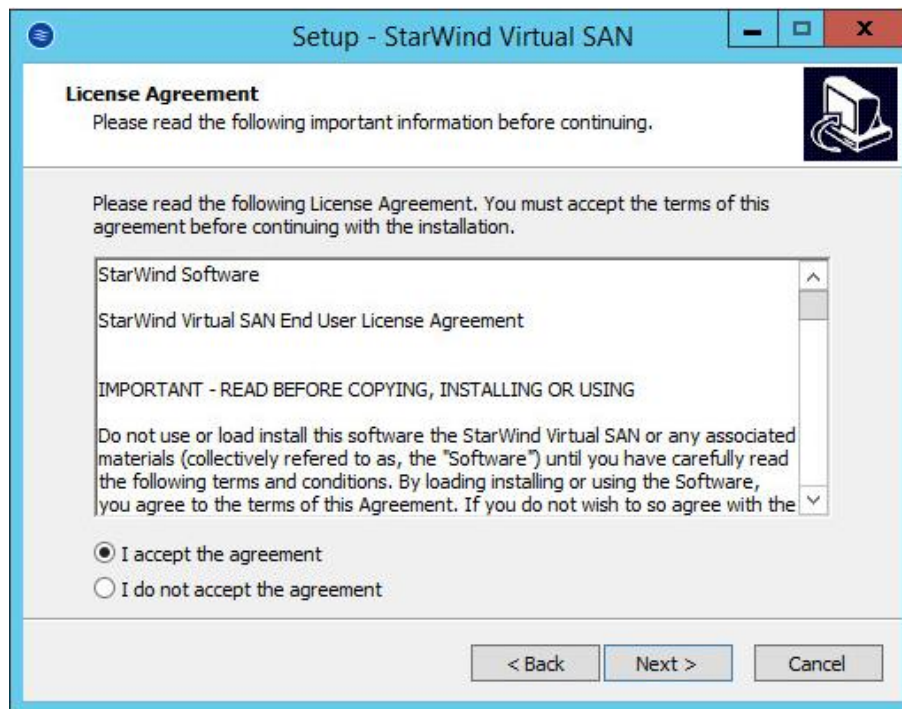 Setup - StarWind Virtual SAN
License Agreement
Please read the following important information before continuing.
Please read the following License Agreement. You must accept the terms of this
agreement before continuing with the installation.
StarWind Software
StarWind Virtual SAN End User License Agreement
IMPORTANT - READ BEFORE COPYING, INSTALLING OR USING
Do not use or load install this software the StarWind Virtual SAN or any associated
materials (collectively refered to as, the "Software") until you have carefully read
the following terms and conditions. By loading installing or using the Software,
you agree to the terms of this Agreement. If you do not wish to so agree with the
I accept the agreement
I do not accept the agreement
< Back Next > Cancel